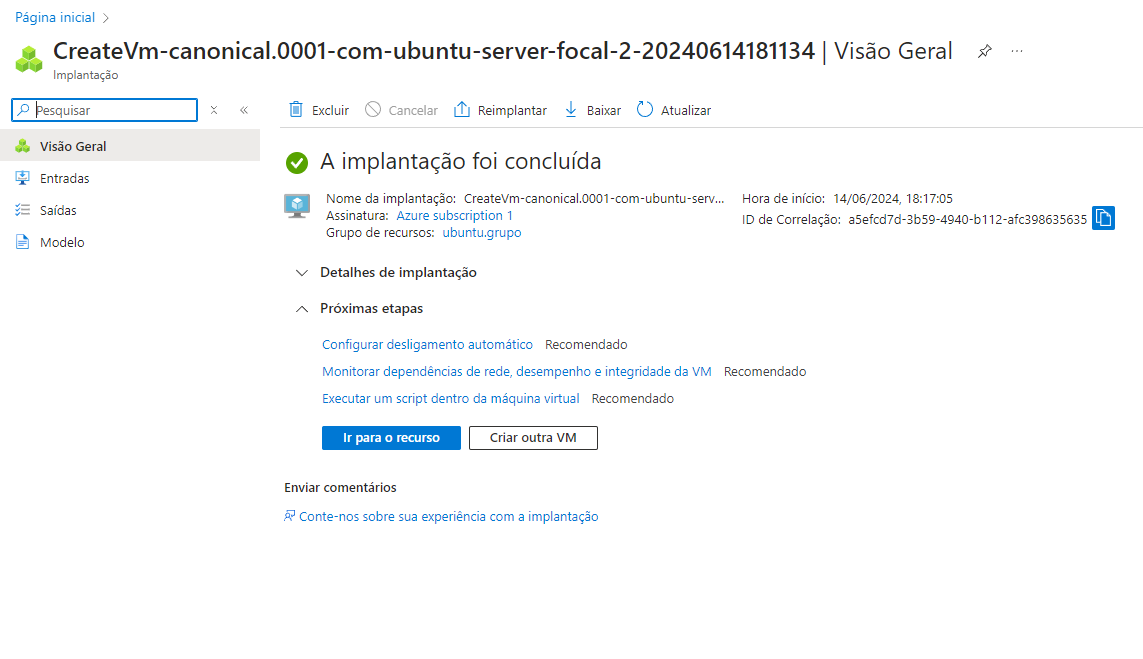 Página inicial
CreateVm-canonical.0001-com-ubuntu-server-focal-2-20240614181134 | Visão Geral
Implantação
Pesquisar
Excluir Cancelar Reimplantar Baixar Atualizar
Visão Geral
Entradas
Saídas
Modelo
A implantação foi concluída
Nome da implantação: CreateVm-canonical.0001-com-ubuntu-serv...
Assinatura: Azure subscription 1
Grupo de recursos: ubuntu.grupo
Hora de início: 14/06/2024, 18:17:05
ID de Correlação: a5efcd7d-3b59-4940-b112-afc398635635
Detalhes de implantação
Próximas etapas
Configurar desligamento automático Recomendado
Monitorar dependências de rede, desempenho e integridade da VM Recomendado
Executar um script dentro da máquina virtual Recomendado
Ir para o recurso Criar outra VM
Enviar comentários
Conte-nos sobre sua experiência com a implantação